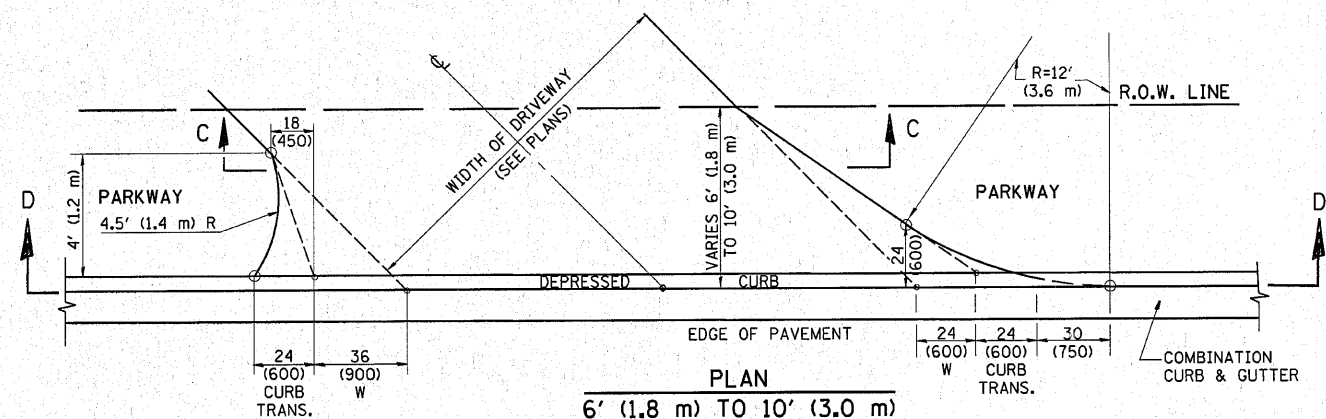 R=12'
(3.6 m)
R.O.W. LINE
C
18
(450)
WIDTH OF DRIVEWAY
(SEE PLANS)
℄
C
VARIES 6' (1.8 m)
TO 10' (3.0 m)
4' (1.2 m)
PARKWAY
4.5' (1.4 m) R
PARKWAY
D
D
24
(600)
DEPRESSED CURB
EDGE OF PAVEMENT
24
(600)
CURB
TRANS.
36
(900)
W
24
(600)
W
24
(600)
CURB
TRANS.
30
(750)
COMBINATION
CURB & GUTTER
PLAN
6' (1.8 m) TO 10' (3.0 m)